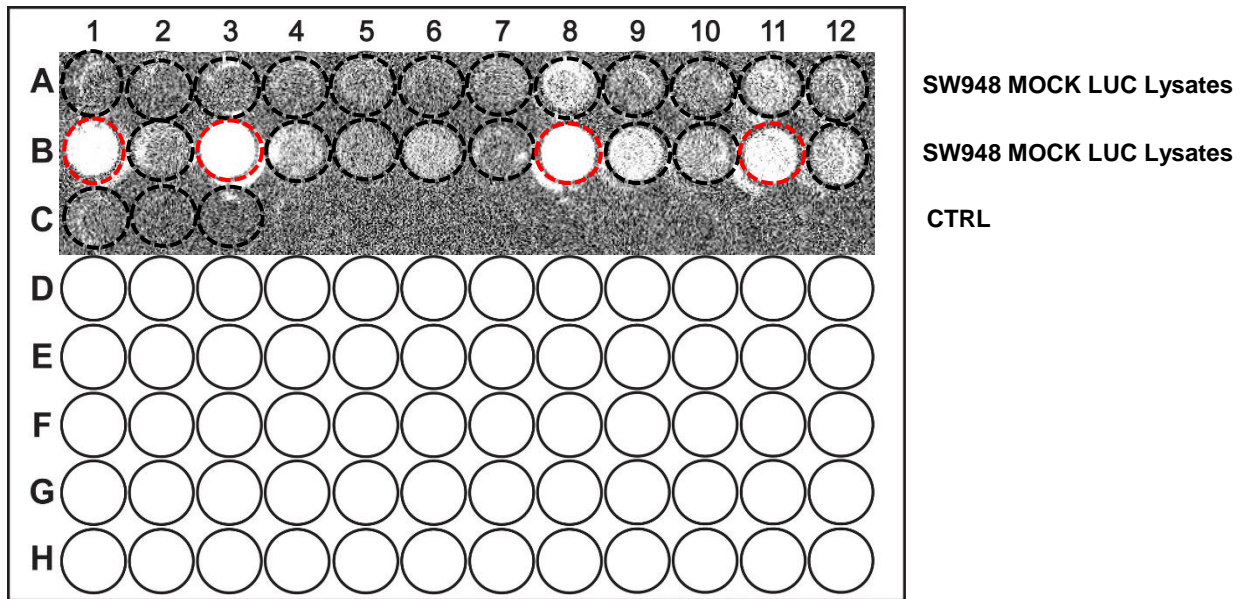 1 2 3 4 5 6 7 8 9 10 11 12
A SW948 MOCK LUC Lysates
B SW948 MOCK LUC Lysates
C CTRL
D
E
F
G
H